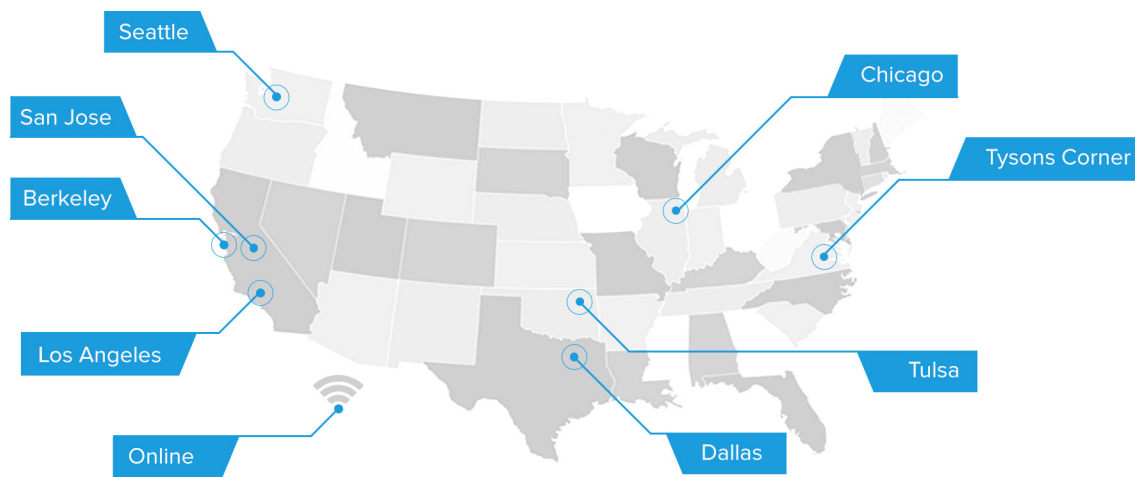 Seattle
Chicago
San Jose
Tysons Corner
Berkeley
Los Angeles
Tulsa
Online
Dallas